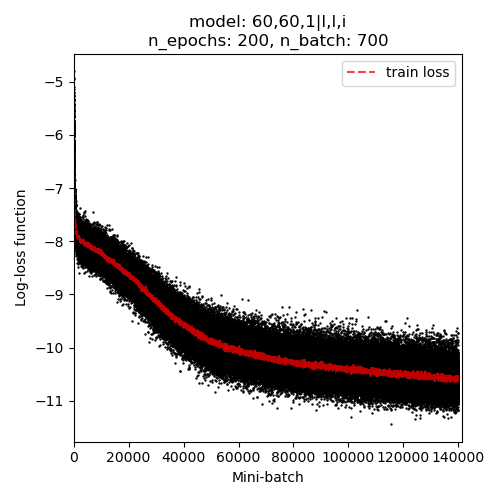 model: 60,60,1|l,l,i
n_epochs: 200, n_batch: 700
train loss
Log-loss function
−5
−6
−7
−8
−9
−10
−11
0 20000 40000 60000 80000 100000 120000 140000
Mini-batch